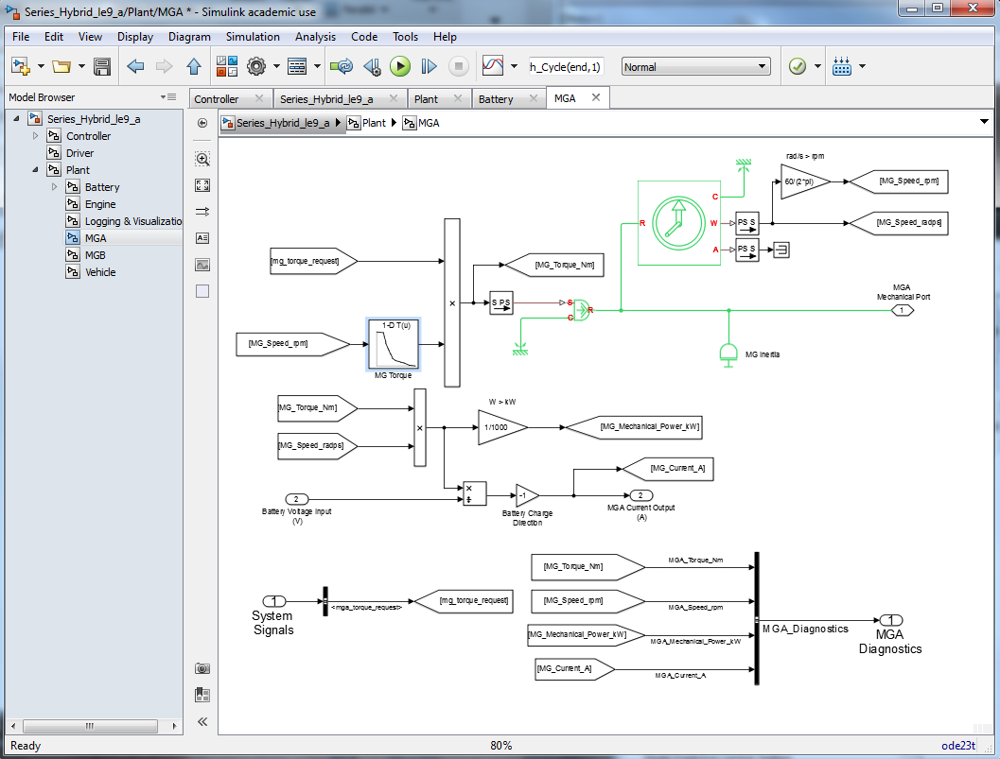 Series_Hybrid_le9_a/Plant/MGA * - Simulink academic use
File Edit View Display Diagram Simulation Analysis Code Tools Help
h_Cycle(end,1)
Normal
Model Browser
Controller
Series_Hybrid_le9_a
Plant
Battery
MGA
Series_Hybrid_le9_a
Plant
MGA
Series_Hybrid_le9_a
Controller
Driver
Plant
Battery
Engine
Logging & Visualizatio
MGA
MGB
Vehicle
rad/s > rpm
60/(2*pi)
[MG_Speed_rpm]
C
R
W
A
PS S
[MG_Speed_radps]
PS S
[mg_torque_request]
×
[MG_Torque_Nm]
S PS
S
C
R
MGA
Mechanical Port
1
MG Inertia
[MG_Speed_rpm]
1-D T(u)
MG Torque
[MG_Torque_Nm]
[MG_Speed_radps]
×
W > kW
1/1000
[MG_Mechanical_Power_kW]
[MG_Current_A]
×
÷
-1
Battery Charge
Direction
2
MGA Current Output
(A)
2
Battery Voltage Input
(V)
1
System
Signals
<mga_torque_request>
[mg_torque_request]
[MG_Torque_Nm]
MGA_Torque_Nm
[MG_Speed_rpm]
MGA_Speed_rpm
[MG_Mechanical_Power_kW]
MGA_Mechanical_Power_kW
[MG_Current_A]
MGA_Current_A
MGA_Diagnostics
1
MGA
Diagnostics
Ready
80%
ode23t